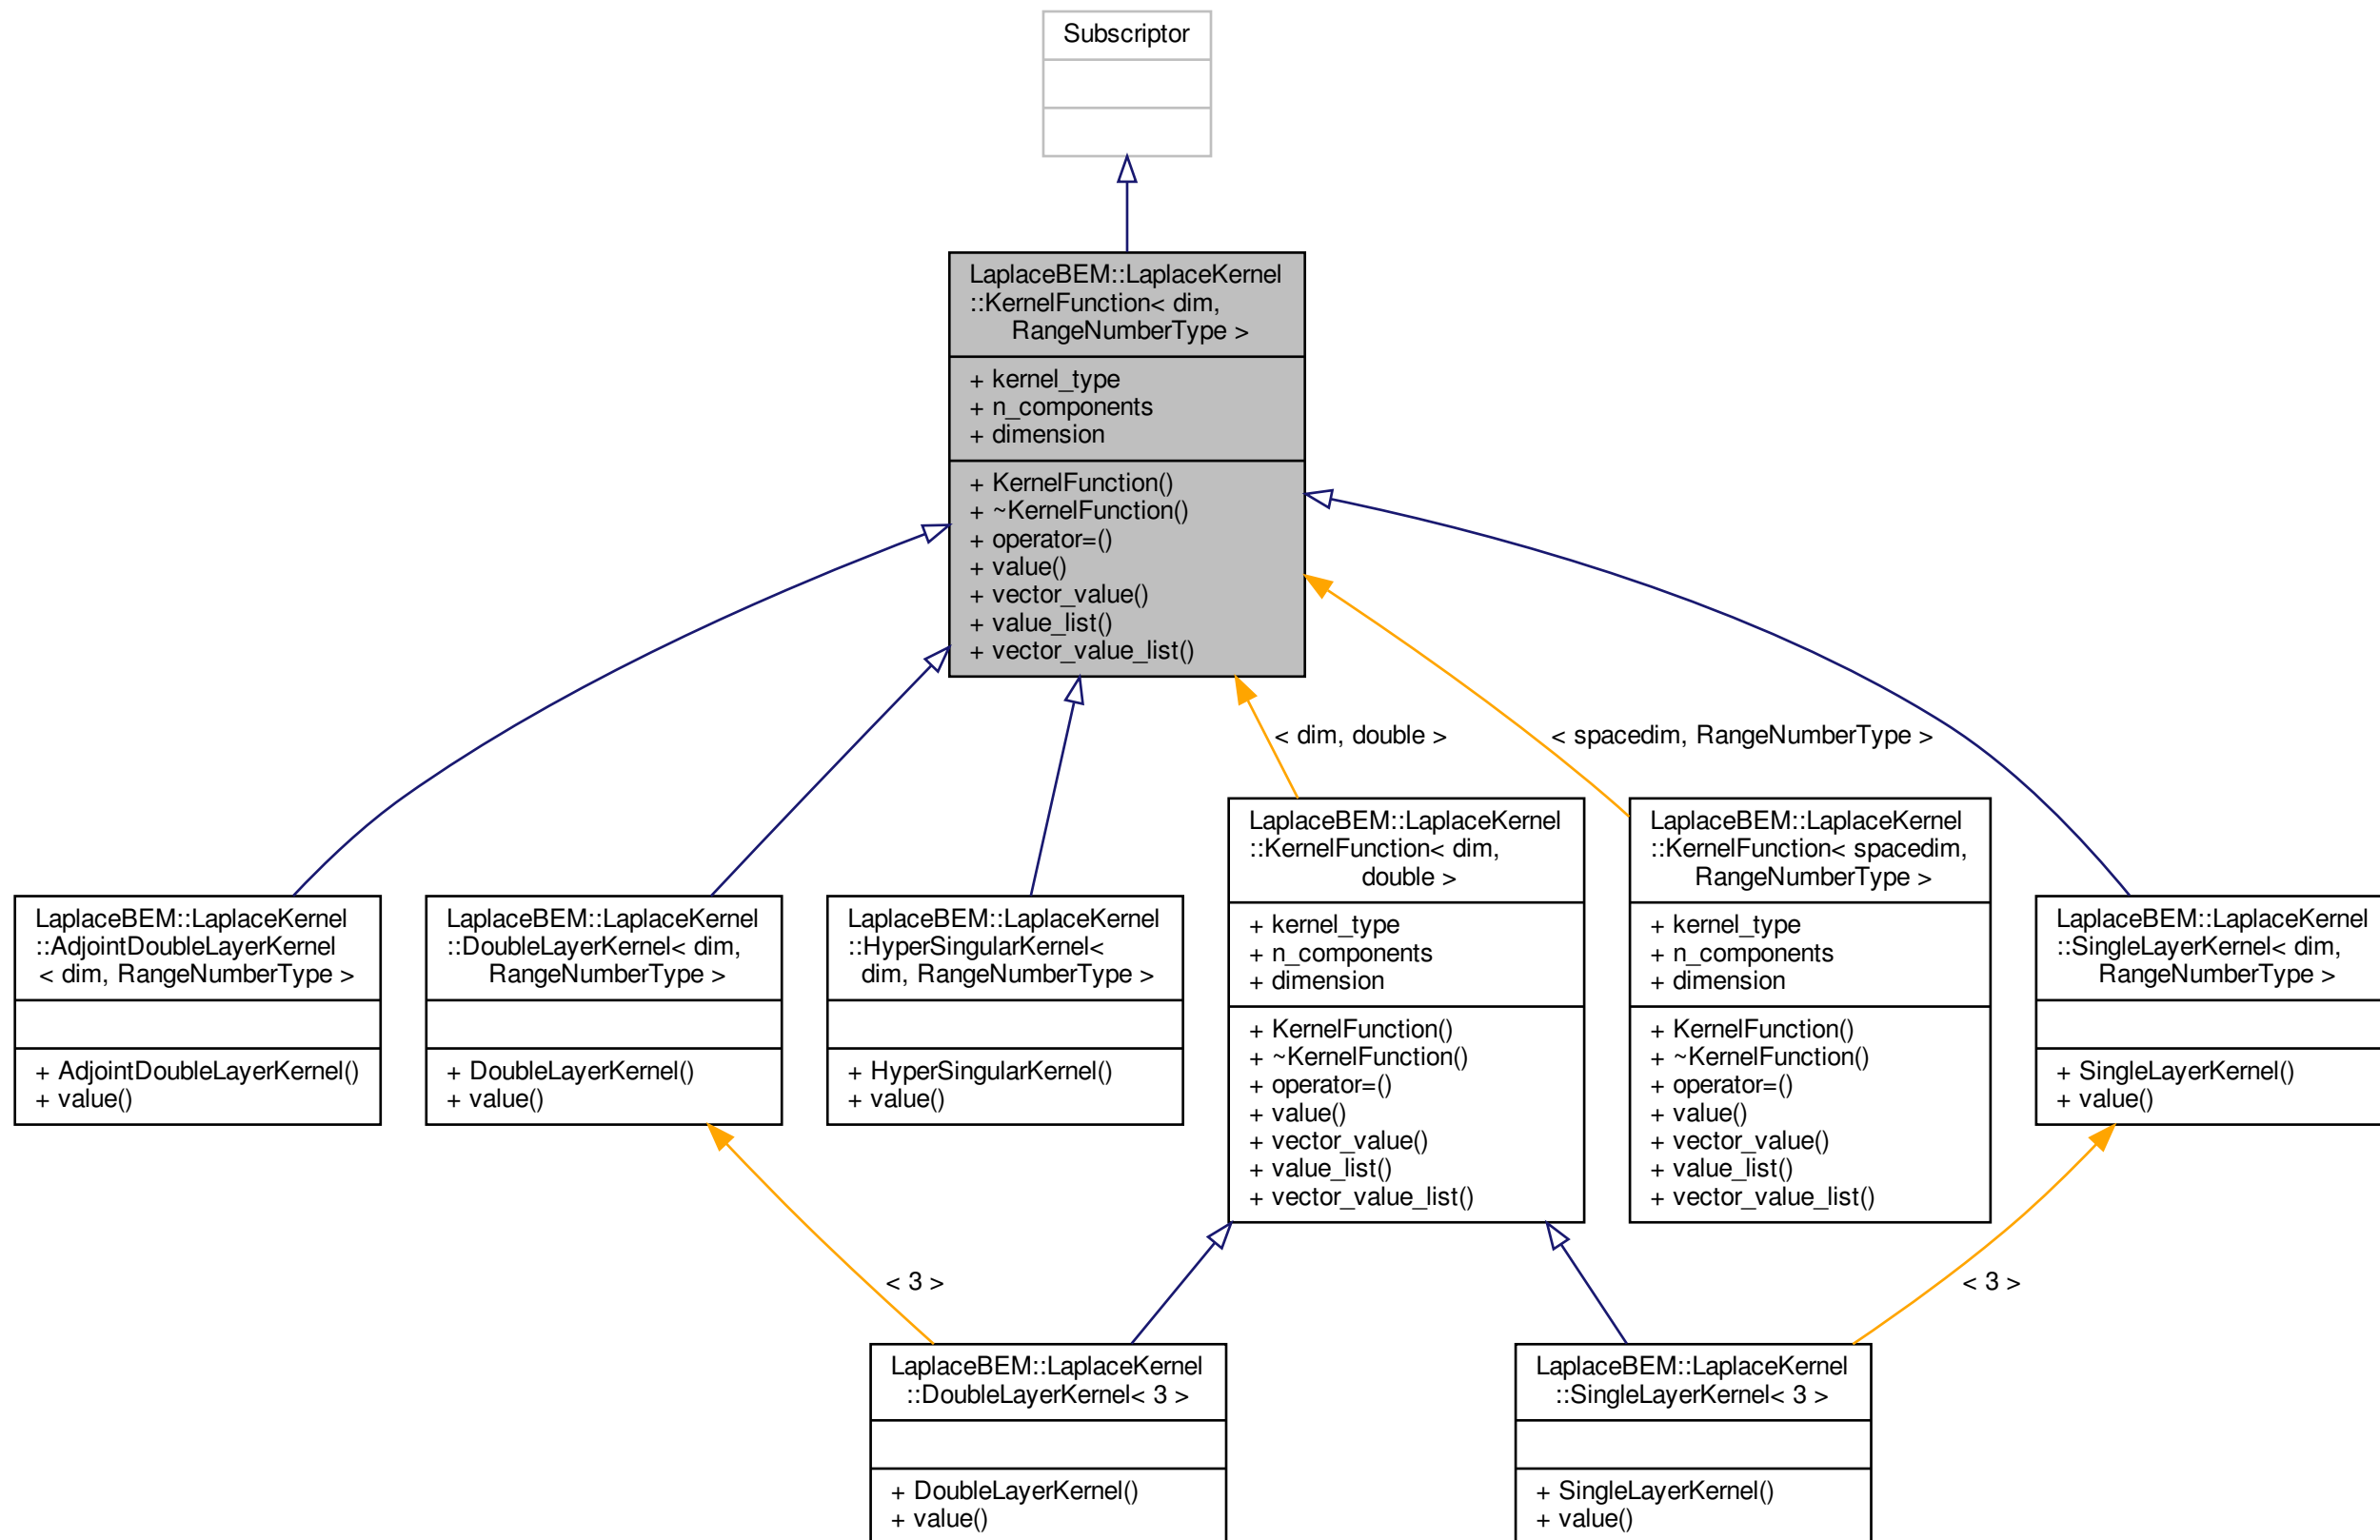 Subscriptor
LaplaceBEM::LaplaceKernel
::KernelFunction< dim,
RangeNumberType >
+ kernel_type
+ n_components
+ dimension
+ KernelFunction()
+ ~KernelFunction()
+ operator=()
+ value()
+ vector_value()
+ value_list()
+ vector_value_list()
< dim, double >
< spacedim, RangeNumberType >
LaplaceBEM::LaplaceKernel
::AdjointDoubleLayerKernel
< dim, RangeNumberType >
+ AdjointDoubleLayerKernel()
+ value()
LaplaceBEM::LaplaceKernel
::DoubleLayerKernel< dim,
RangeNumberType >
+ DoubleLayerKernel()
+ value()
LaplaceBEM::LaplaceKernel
::HyperSingularKernel<
dim, RangeNumberType >
+ HyperSingularKernel()
+ value()
LaplaceBEM::LaplaceKernel
::KernelFunction< dim,
double >
+ kernel_type
+ n_components
+ dimension
+ KernelFunction()
+ ~KernelFunction()
+ operator=()
+ value()
+ vector_value()
+ value_list()
+ vector_value_list()
LaplaceBEM::LaplaceKernel
::KernelFunction< spacedim,
RangeNumberType >
+ kernel_type
+ n_components
+ dimension
+ KernelFunction()
+ ~KernelFunction()
+ operator=()
+ value()
+ vector_value()
+ value_list()
+ vector_value_list()
LaplaceBEM::LaplaceKernel
::SingleLayerKernel< dim,
RangeNumberType >
+ SingleLayerKernel()
+ value()
< 3 >
< 3 >
LaplaceBEM::LaplaceKernel
::DoubleLayerKernel< 3 >
+ DoubleLayerKernel()
+ value()
LaplaceBEM::LaplaceKernel
::SingleLayerKernel< 3 >
+ SingleLayerKernel()
+ value()